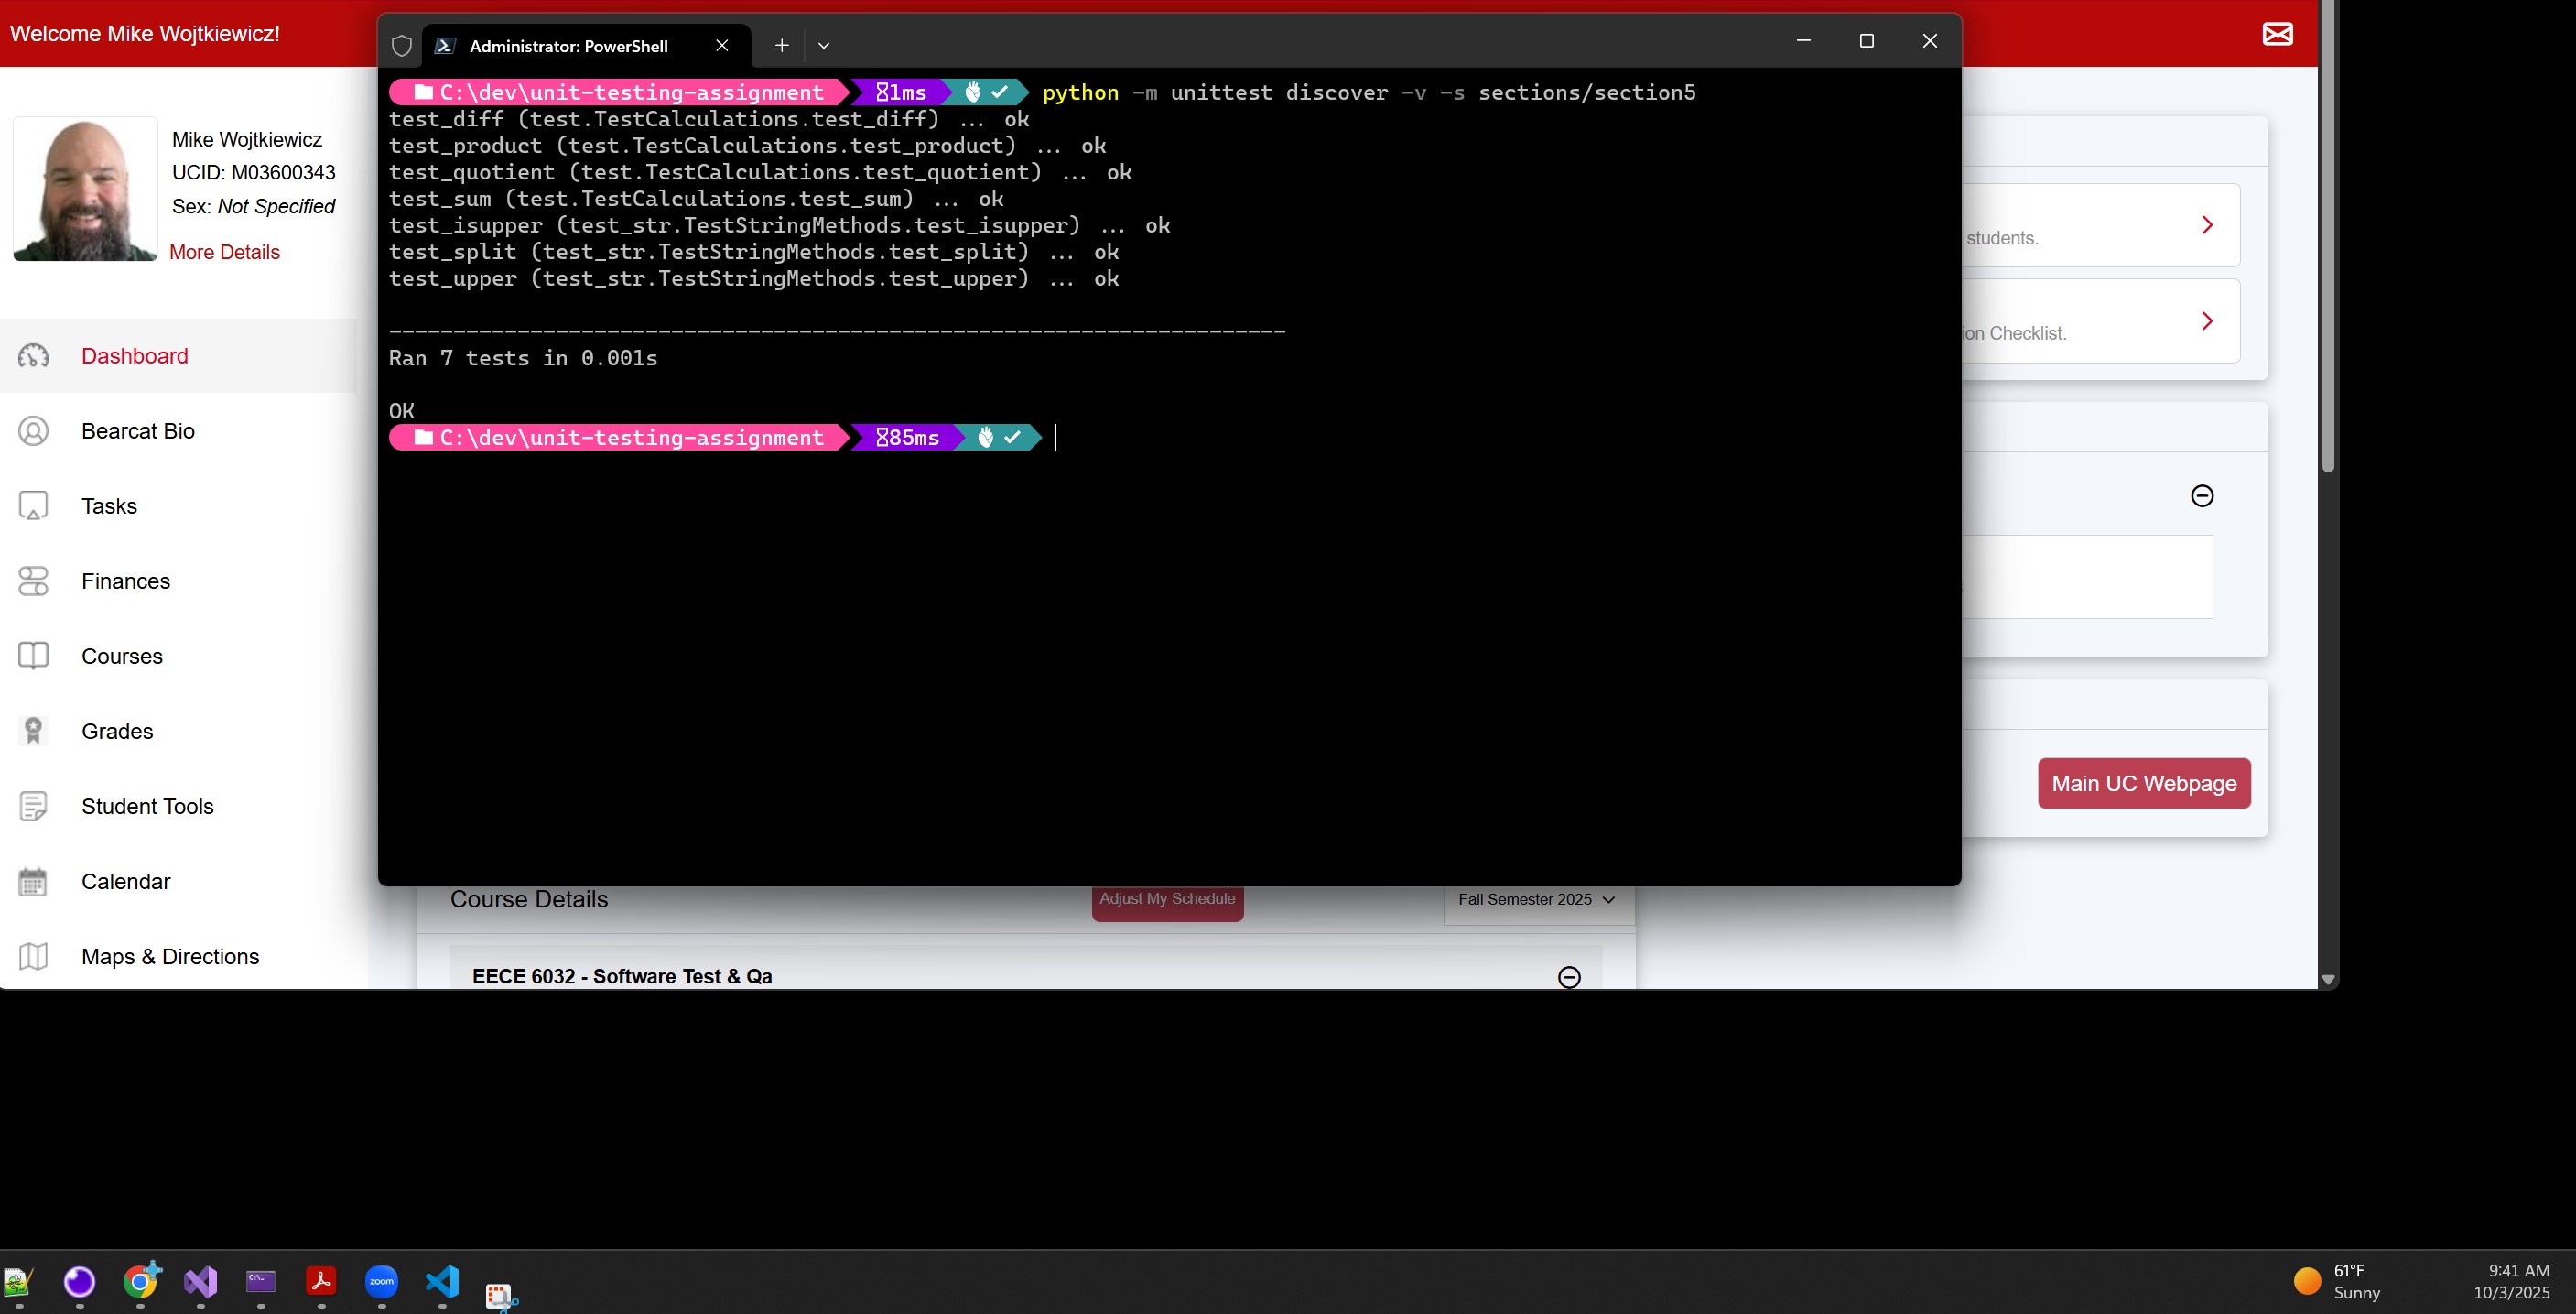 Welcome Mike Wojtkiewicz!
Administrator: PowerShell
Mike Wojtkiewicz
UCID: M03600343
Sex: Not Specified
More Details
Dashboard
Bearcat Bio
Tasks
Finances
Courses
Grades
Student Tools
Calendar
Maps & Directions
C:\dev\unit-testing-assignment 1ms python -m unittest discover -v -s sections/section5
test_diff (test.TestCalculations.test_diff) ... ok
test_product (test.TestCalculations.test_product) ... ok
test_quotient (test.TestCalculations.test_quotient) ... ok
test_sum (test.TestCalculations.test_sum) ... ok
test_isupper (test_str.TestStringMethods.test_isupper) ... ok
test_split (test_str.TestStringMethods.test_split) ... ok
test_upper (test_str.TestStringMethods.test_upper) ... ok
----------------------------------------------------------------------
Ran 7 tests in 0.001s
OK
C:\dev\unit-testing-assignment 85ms
students.
ion Checklist.
Main UC Webpage
Course Details
Adjust My Schedule
Fall Semester 2025
EECE 6032 - Software Test & Qa
zoom
61°F
Sunny
9:41 AM
10/3/2025